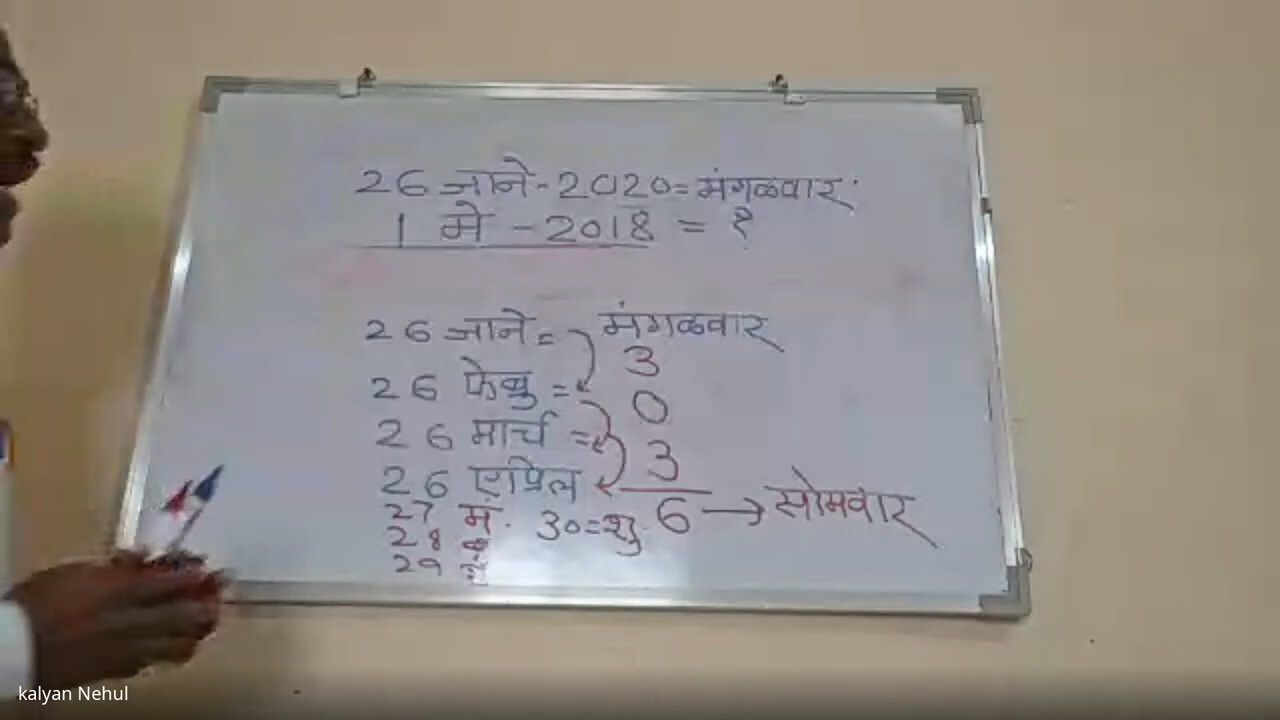 26 जाने - 2020 = मंगळवार
1 मे - 2018 = ?
26 जाने = मंगळवार
3
26 फेब्रु =
0
26 मार्च =
3
26 एप्रिल
27 मं. 30 = शु. 6 → सोमवार
28
29
kalyan Nehul